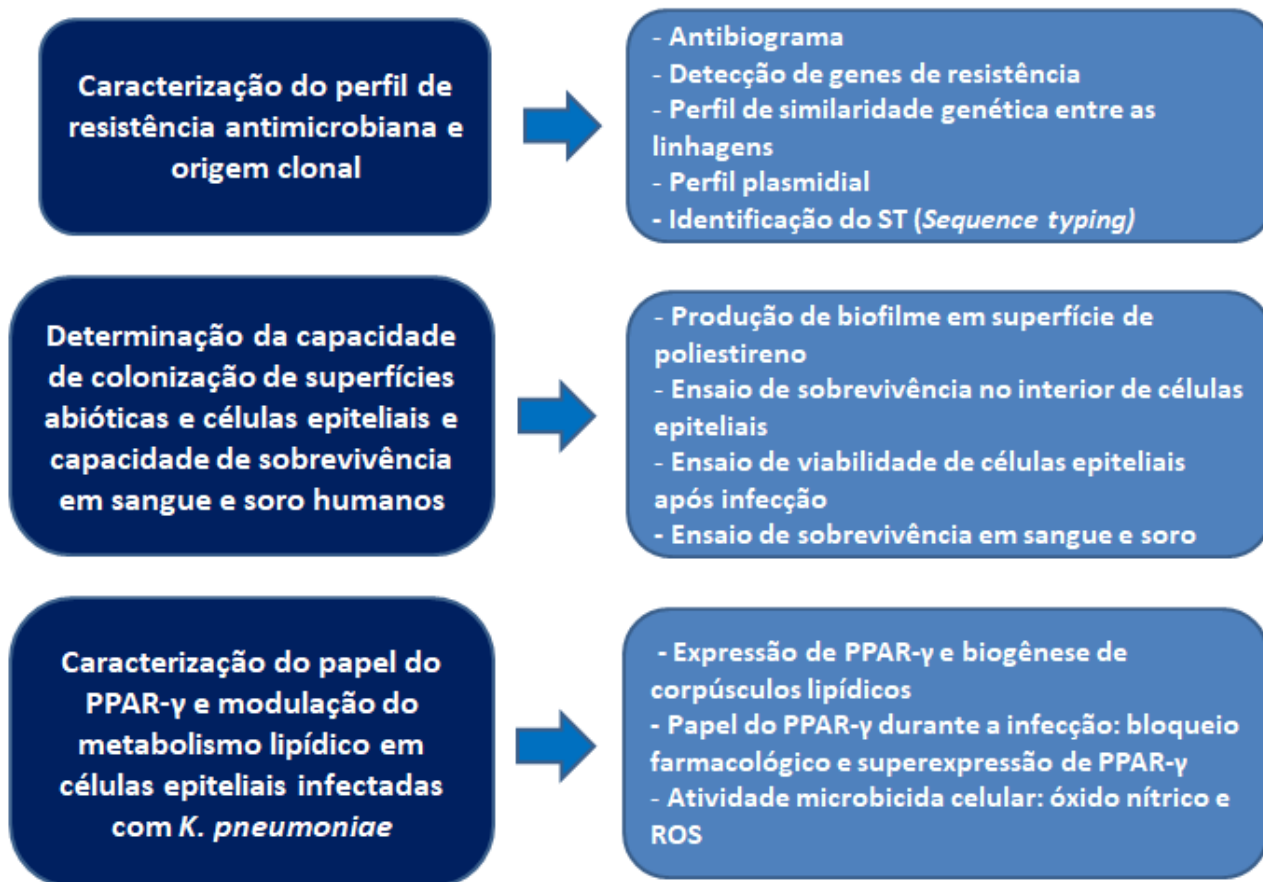 Caracterização do perfil de
resistência antimicrobiana e
origem clonal
- Antibiograma
- Detecção de genes de resistência
- Perfil de similaridade genética entre as
linhagens
- Perfil plasmidial
- Identificação do ST (Sequence typing)
Determinação da capacidade
de colonização de superfícies
abióticas e células epiteliais e
capacidade de sobrevivência
em sangue e soro humanos
- Produção de biofilme em superfície de
poliestireno
- Ensaio de sobrevivência no interior de células
epiteliais
- Ensaio de viabilidade de células epiteliais
após infecção
- Ensaio de sobrevivência em sangue e soro
Caracterização do papel do
PPAR-γ e modulação do
metabolismo lipídico em
células epiteliais infectadas
com K. pneumoniae
- Expressão de PPAR-γ e biogênese de
corpúsculos lipídicos
- Papel do PPAR-γ durante a infecção: bloqueio
farmacológico e superexpressão de PPAR-γ
- Atividade microbicida celular: óxido nítrico e
ROS